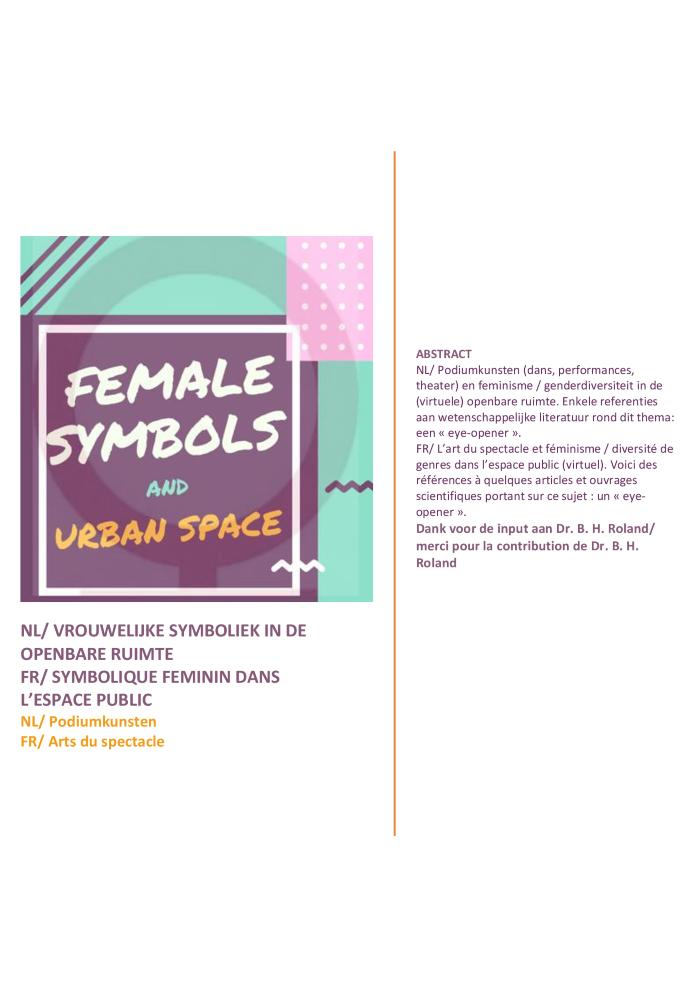 FEMALE
SYMBOLS
AND
URBAN SPACE
NL/ VROUWELIJKE SYMBOLIEK IN DE
OPENBARE RUIMTE
FR/ SYMBOLIQUE FEMININ DANS
L'ESPACE PUBLIC
NL/ Podiumkunsten
FR/ Arts du spectacle
ABSTRACT
NL/ Podiumkunsten (dans, performances,
theater) en feminisme / genderdiversiteit in de
(virtuele) openbare ruimte. Enkele referenties
aan wetenschappelijke literatuur rond dit thema:
een « eye-opener ».
FR/ L'art du spectacle et féminisme / diversité de
genres dans l'espace public (virtuel). Voici des
références à quelques articles et ouvrages
scientifiques portant sur ce sujet : un « eye-
opener ».
Dank voor de input aan Dr. B. H. Roland/
merci pour la contribution de Dr. B. H.
Roland